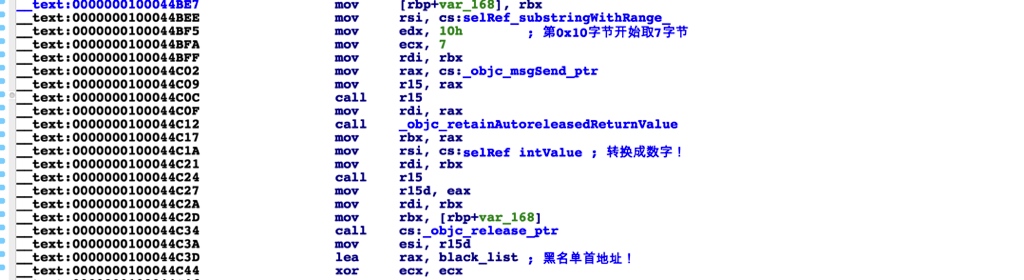 __text:0000000100044BE7 mov [rbp+var_168], rbx
__text:0000000100044BEE mov rsi, cs:selRef_substringWithRange_
__text:0000000100044BF5 mov edx, 10h ; 第0x10字节开始取7字节
__text:0000000100044BFA mov ecx, 7
__text:0000000100044BFF mov rdi, rbx
__text:0000000100044C02 mov rax, cs:_objc_msgSend_ptr
__text:0000000100044C09 mov r15, rax
__text:0000000100044C0C call r15
__text:0000000100044C0F mov rdi, rax
__text:0000000100044C12 call _objc_retainAutoreleasedReturnValue
__text:0000000100044C17 mov rbx, rax
__text:0000000100044C1A mov rsi, cs:selRef intValue ; 转换成数字！
__text:0000000100044C21 mov rdi, rbx
__text:0000000100044C24 call r15
__text:0000000100044C27 mov r15d, eax
__text:0000000100044C2A mov rdi, rbx
__text:0000000100044C2D mov rbx, [rbp+var_168]
__text:0000000100044C34 call cs:_objc_release_ptr
__text:0000000100044C3A mov esi, r15d
__text:0000000100044C3D lea rax, black_list ; 黑名单首地址！
__text:0000000100044C44 xor ecx, ecx